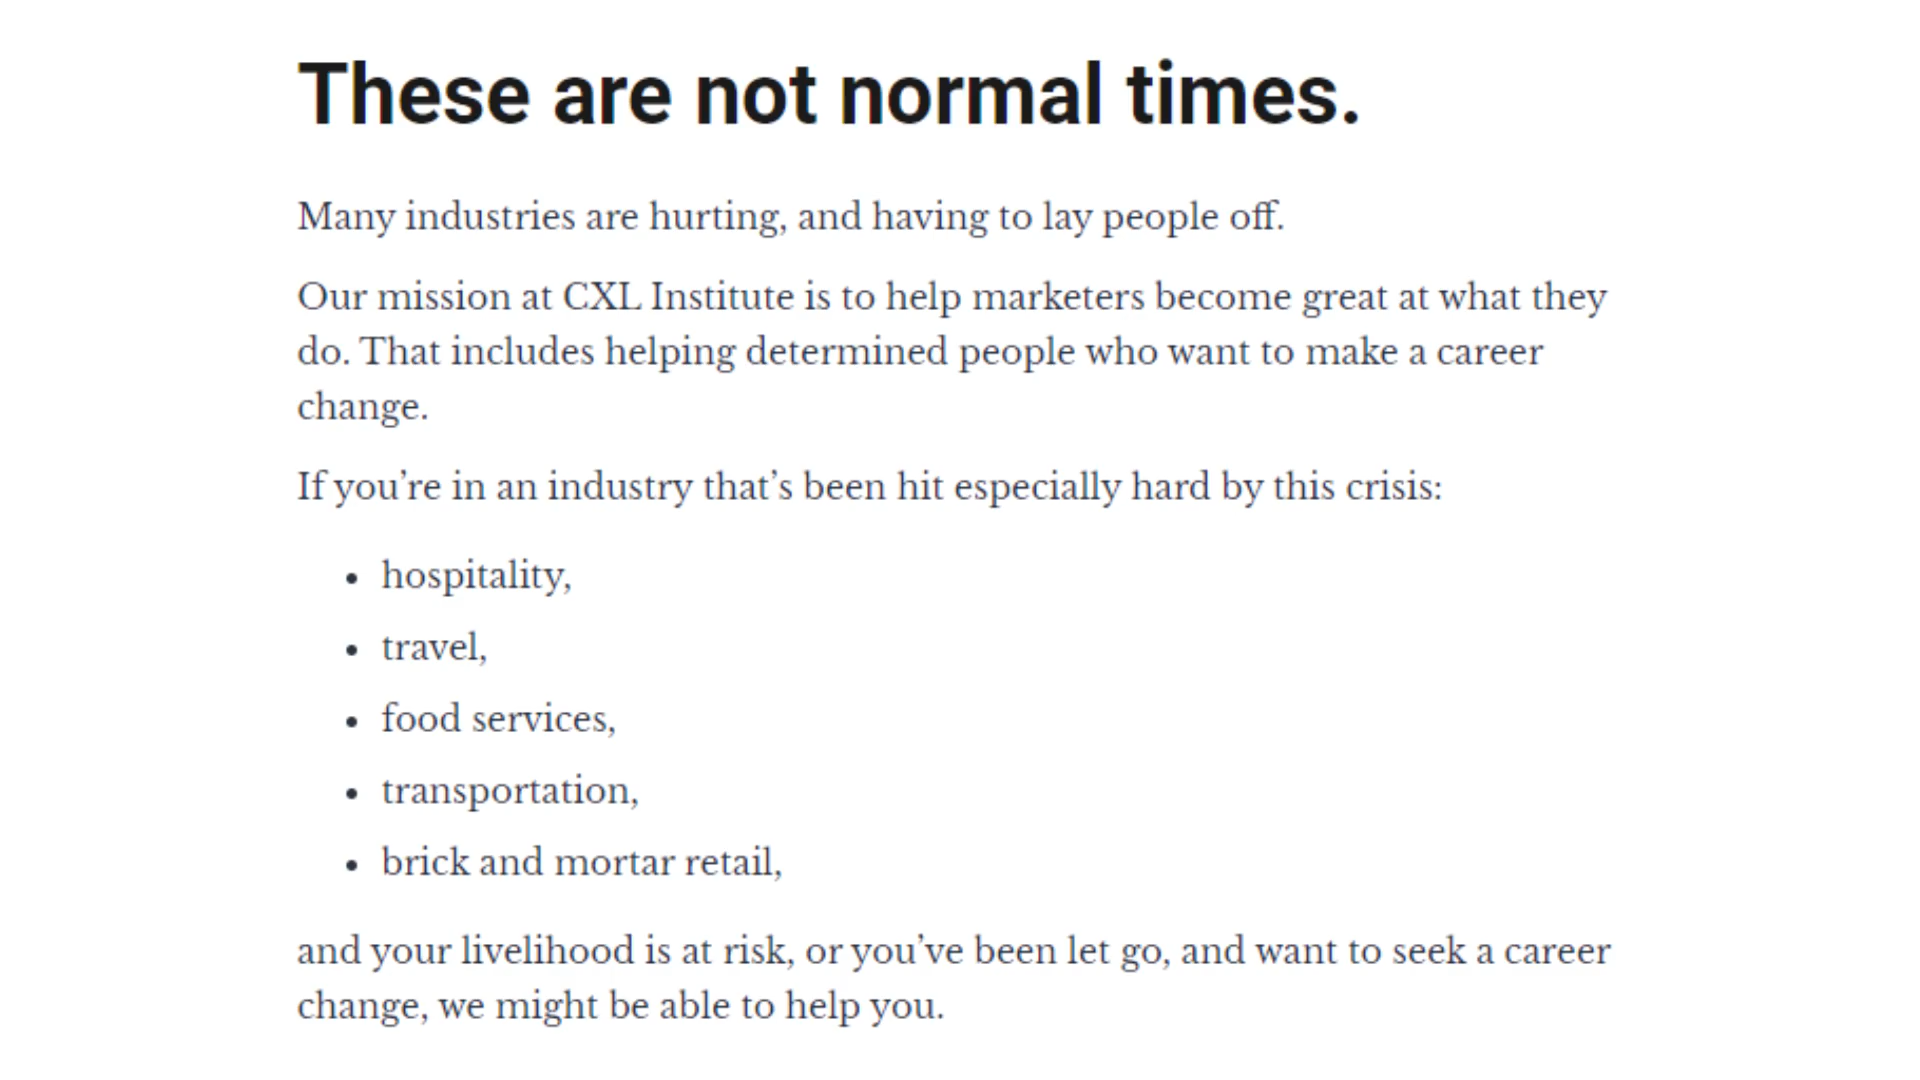 These are not normal times.
Many industries are hurting, and having to lay people off.
Our mission at CXL Institute is to help marketers become great at what they
do. That includes helping determined people who want to make a career
change.
If you’re in an industry that’s been hit especially hard by this crisis:
• hospitality,
• travel,
• food services,
• transportation,
• brick and mortar retail,
and your livelihood is at risk, or you’ve been let go, and want to seek a career
change, we might be able to help you.